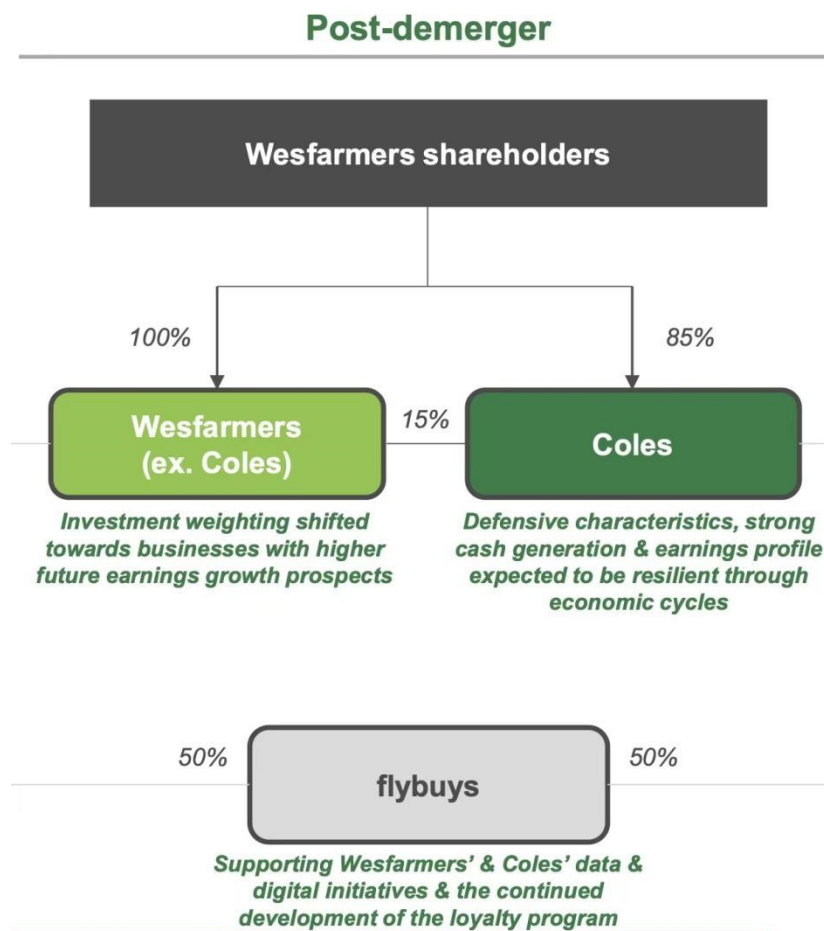 Post-demerger
Wesfarmers shareholders
100%
85%
Wesfarmers
(ex. Coles)
15%
Coles
Investment weighting shifted
towards businesses with higher
future earnings growth prospects
Defensive characteristics, strong
cash generation & earnings profile
expected to be resilient through
economic cycles
50%
flybuys
50%
Supporting Wesfarmers' & Coles' data &
digital initiatives & the continued
development of the loyalty program